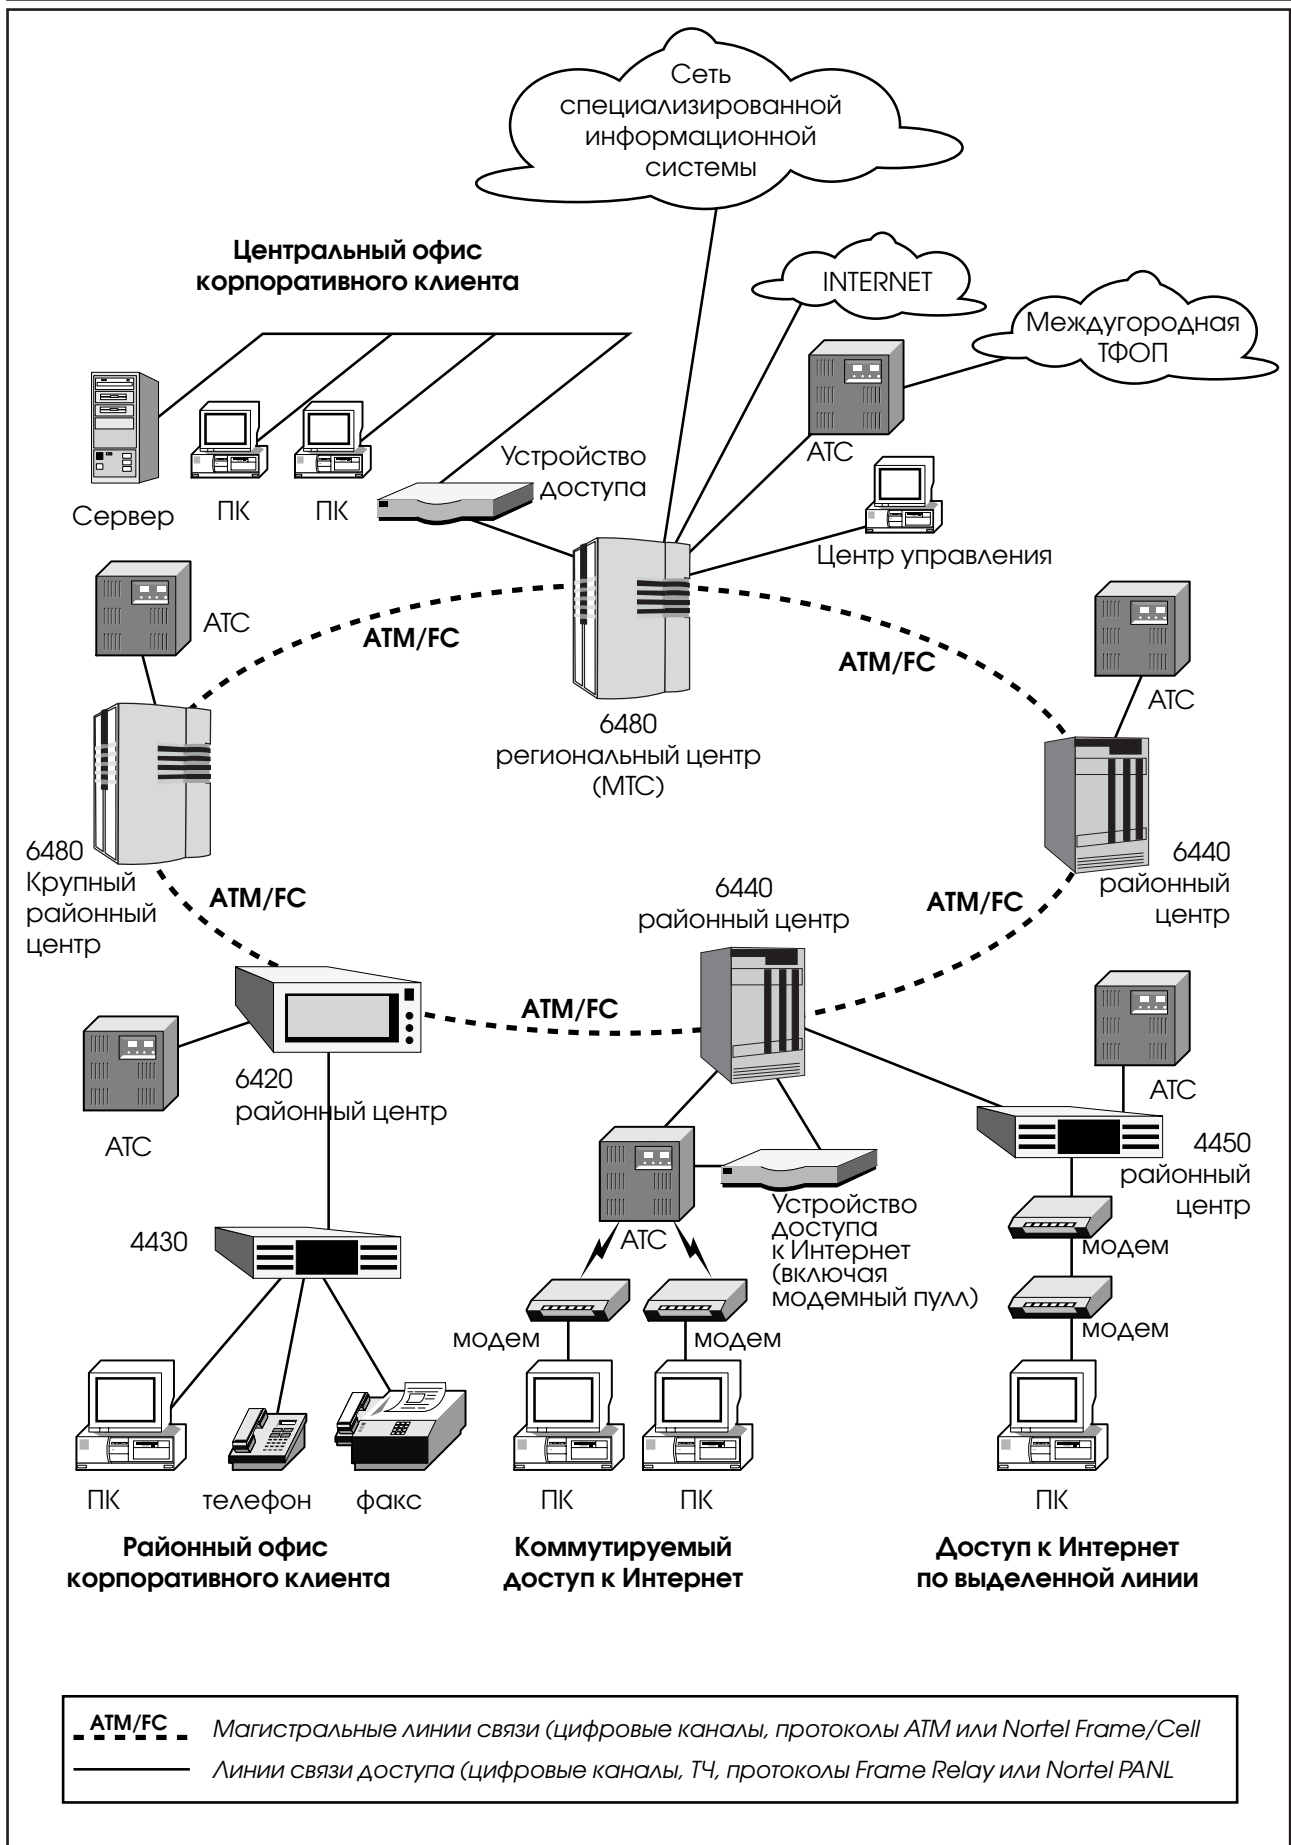 Сеть
специализированной
информационной
системы
Центральный офис
корпоративного клиента
INTERNET
Междугородная
ТФОП
АТС
Устройство
доступа
Сервер
ПК
ПК
Центр управления
АТС
ATM/FC
ATM/FC
АТС
6480
региональный центр
(МТС)
6480
Крупный
районный
центр
ATM/FC
6440
районный центр
ATM/FC
6440
районный
центр
ATM/FC
АТС
6420
районный центр
АТС
4450
районный
центр
4430
АТС
Устройство
доступа
к Интернет
(включая
модемный пулл)
модем
модем
модем
модем
ПК
телефон
факс
ПК
ПК
ПК
Районный офис
корпоративного клиента
Коммутируемый
доступ к Интернет
Доступ к Интернет
по выделенной линии
ATM/FC Магистральные линии связи (цифровые каналы, протоколы ATM или Nortel Frame/Cell
Линии связи доступа (цифровые каналы, ТЧ, протоколы Frame Relay или Nortel PANL